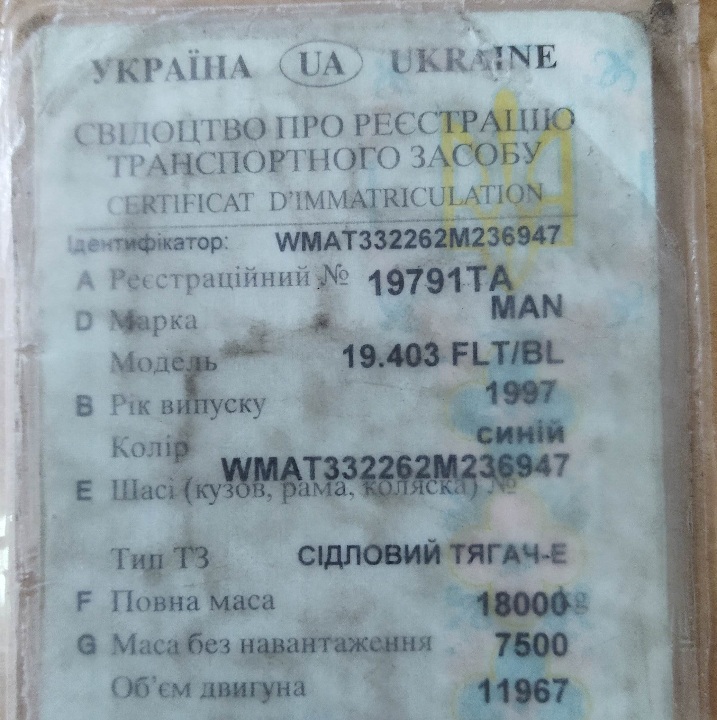 УКРАЇНА UA UKRAINE
СВІДОЦТВО ПРО РЕЄСТРАЦІЮ
ТРАНСПОРТНОГО ЗАСОБУ
CERTIFICAT D'IMMATRICULATION
Ідентифікатор: WMAT332262M236947
A Реєстраційний № 19791TA
D Марка MAN
Модель 19.403 FLT/BL
B Рік випуску 1997
Колір синій
WMAT332262M236947
E Шасі (кузов, рама, коляска) №
Тип ТЗ СІДЛОВИЙ ТЯГАЧ-Е
F Повна маса 18000 kg
G Маса без навантаження 7500
Об'єм двигуна 11967